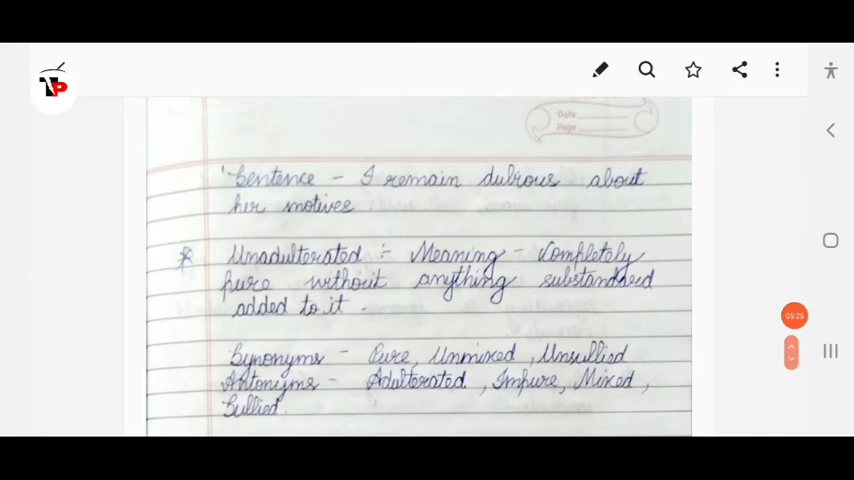 Date
Page
Sentence - I remain dubious about
her motives
* Unadulterated :- Meaning - Completely
pure without anything substandard
added to it .
Synonyms - Pure, Unmixed, Unsullied
Antonyms - Adulterated, Impure, Mixed,
Sullied.
05:25